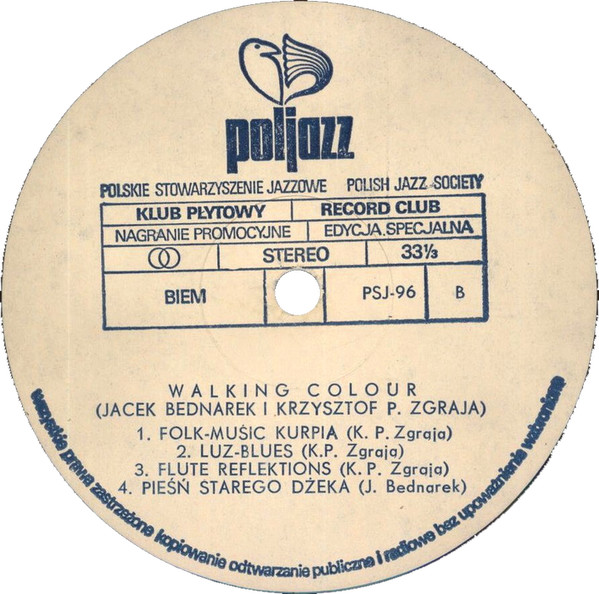 poljazz
POLSKIE STOWARZYSZENIE JAZZOWE POLISH JAZZ SOCIETY
KLUB PŁYTOWY RECORD CLUB
NAGRANIE PROMOCYJNE EDYCJA SPECJALNA
STEREO 33⅓
BIEM PSJ-96 B
WALKING COLOUR
(JACEK BEDNAREK I KRZYSZTOF P. ZGRAJA)
1. FOLK-MUSIC KURPIA (K. P. Zgraja)
2. LUZ-BLUES (K.P. Zgraja)
3. FLUTE REFLEKTIONS (K. P. Zgraja)
4. PIEŚŃ STAREGO DŻEKA (J. Bednarek)
wszystkie prawa zastrzeżone kopiowanie odtwarzanie publiczne i radiowe bez upoważnienia wzbronione